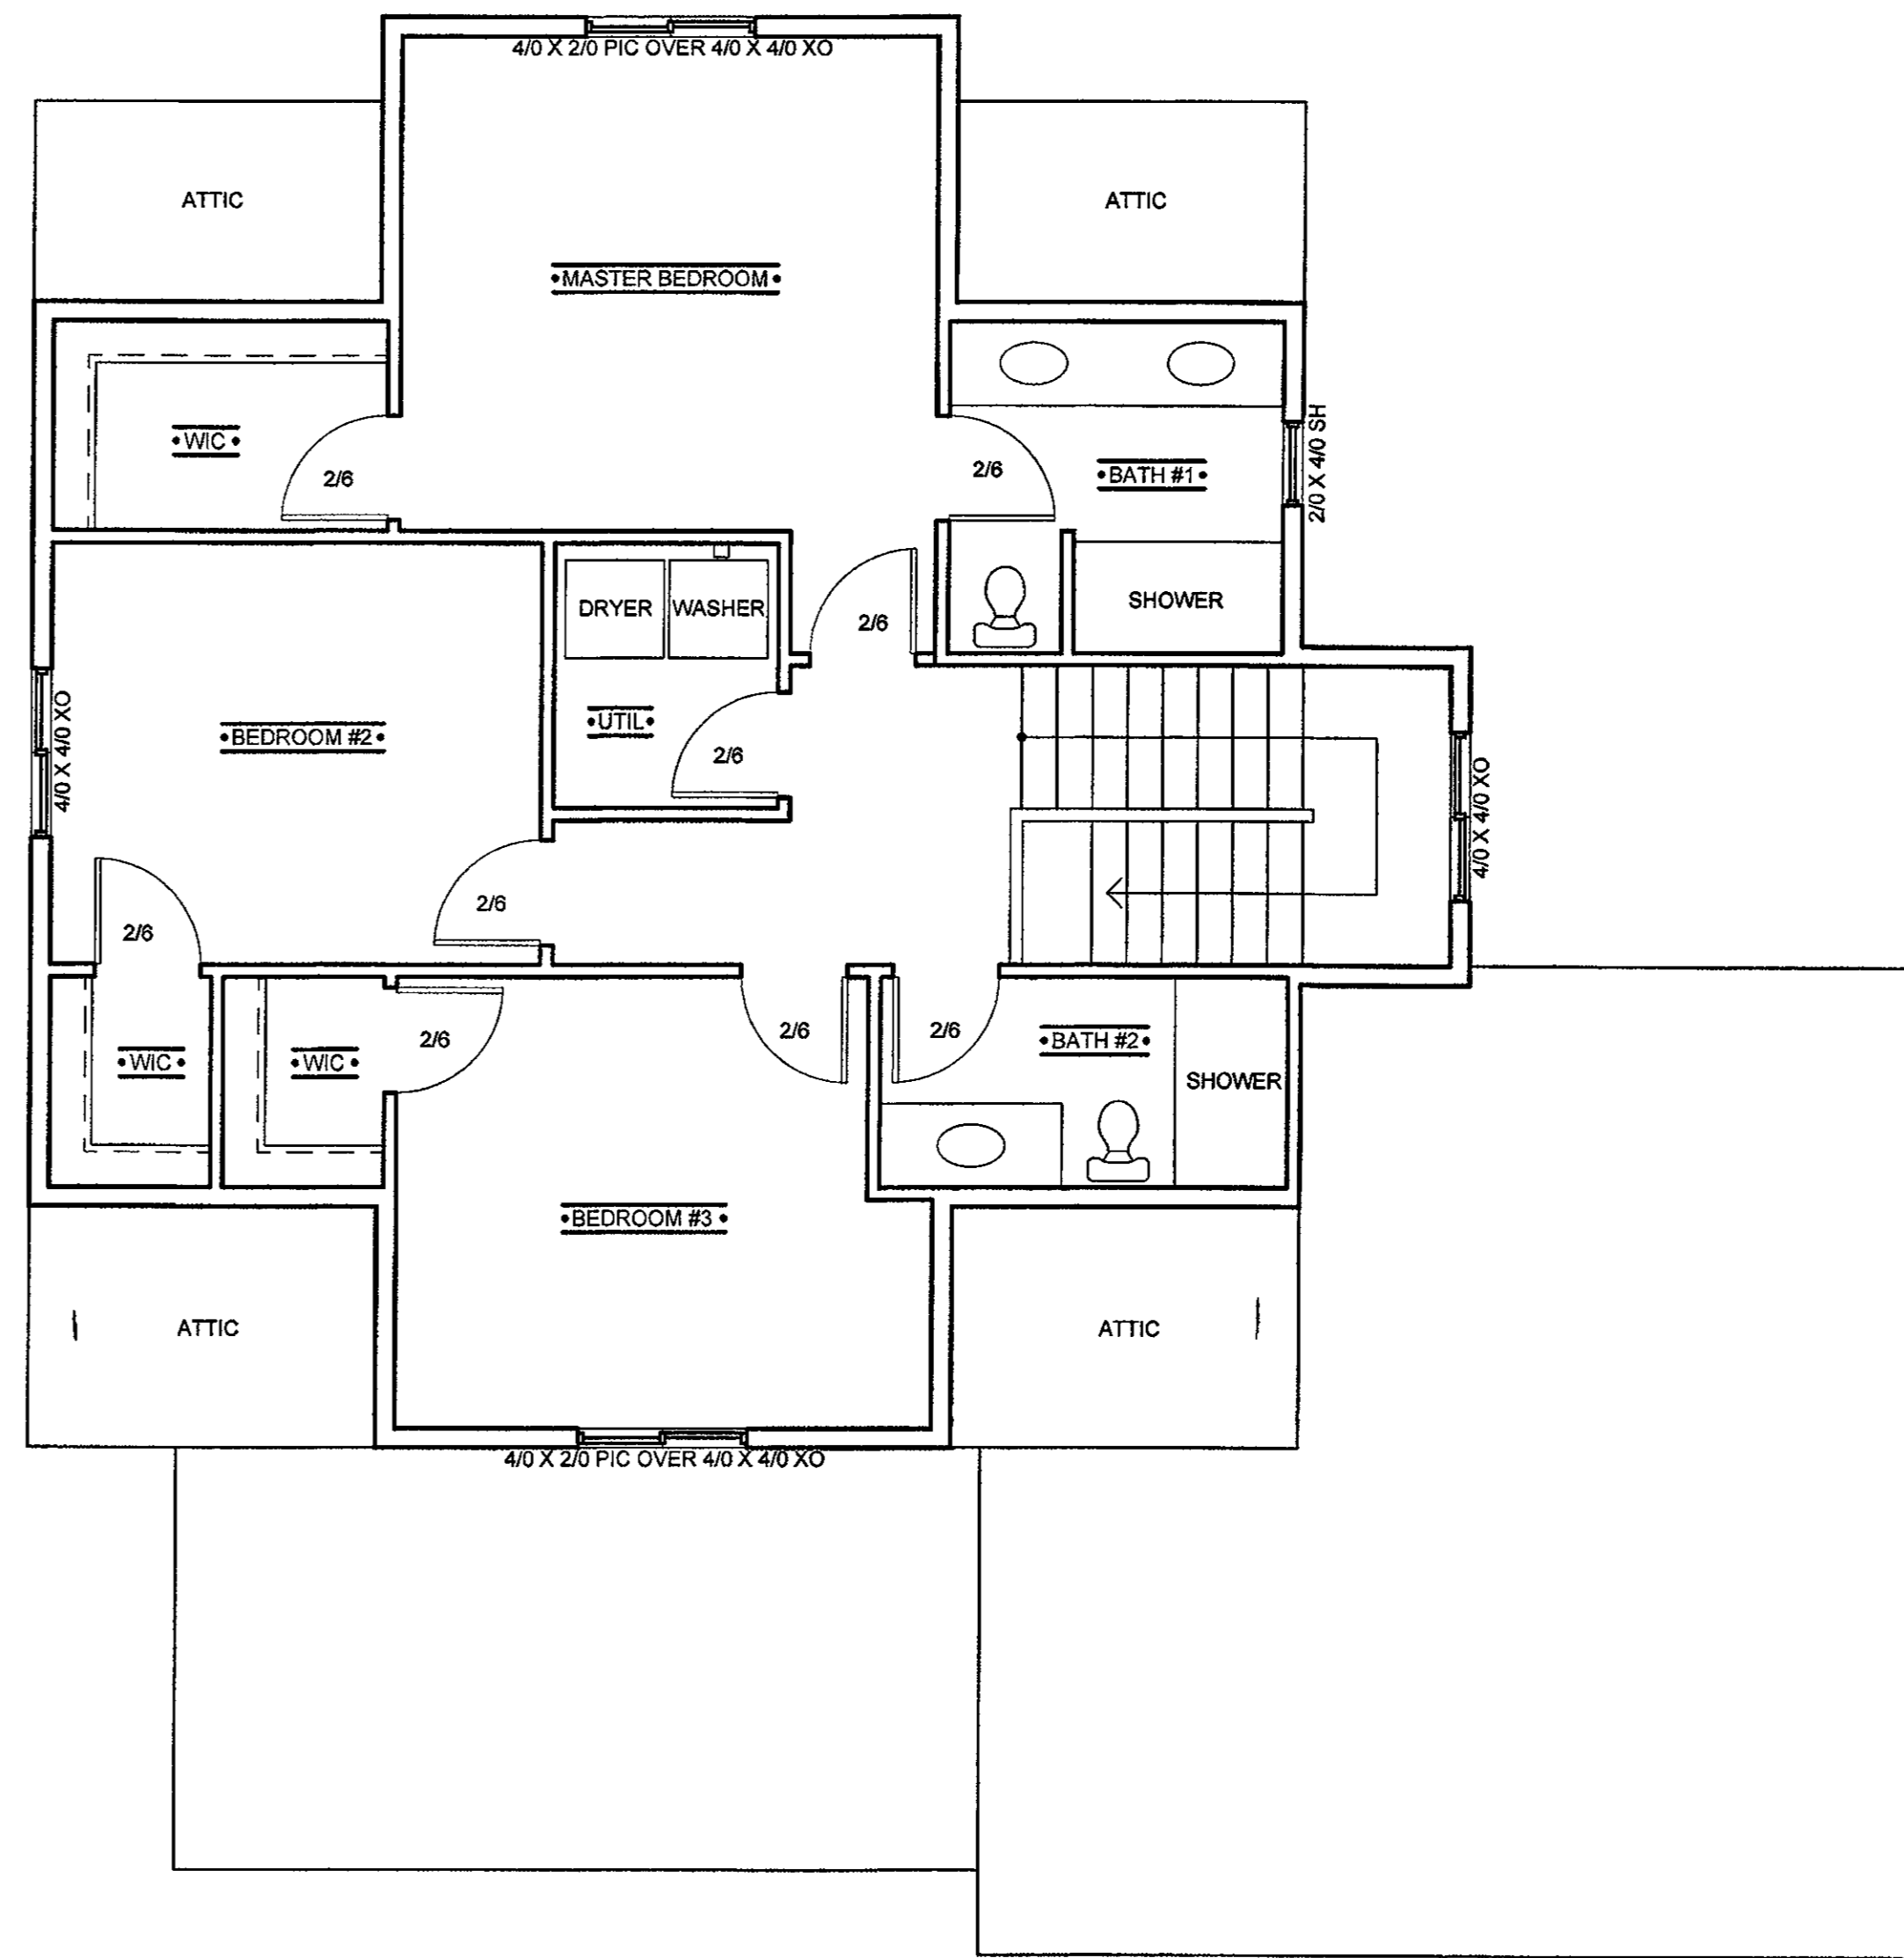 4/0 X 2/0 PIC OVER 4/0 X 4/0 XO
ATTIC
ATTIC
•MASTER BEDROOM•
•WIC•
2/6
2/6
•BATH #1•
2/0 X 4/0 SH
DRYER
WASHER
2/6
SHOWER
4/0 X 4/0 XO
•BEDROOM #2•
•UTIL•
2/6
4/0 X 4/0 XO
2/6
2/6
•WIC•
•WIC•
2/6
2/6
2/6
•BATH #2•
SHOWER
•BEDROOM #3•
ATTIC
ATTIC
4/0 X 2/0 PIC OVER 4/0 X 4/0 XO